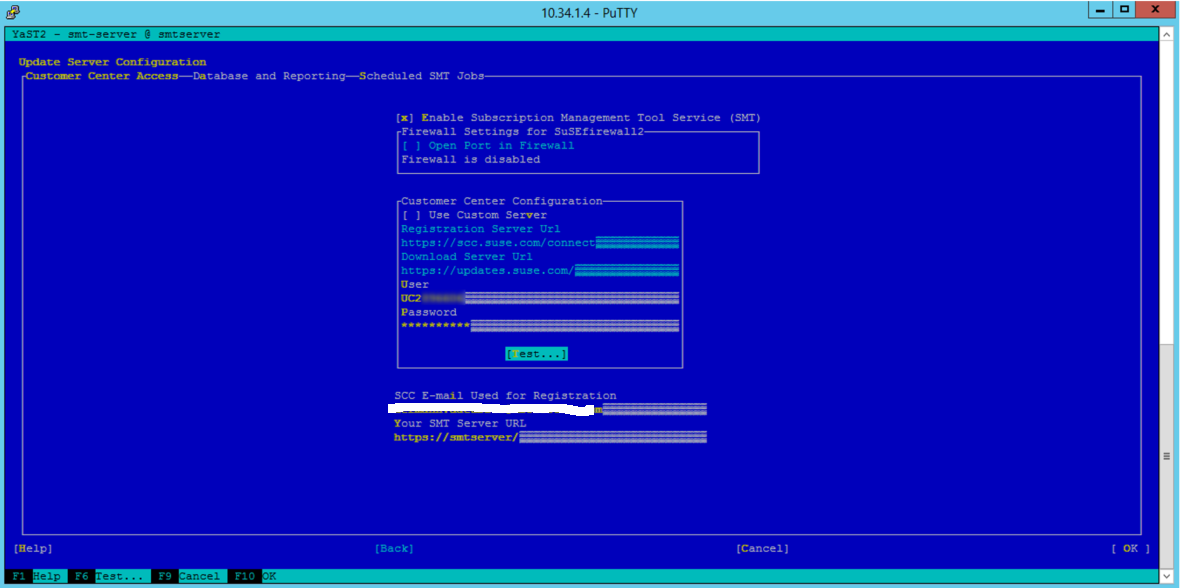 10.34.1.4 - PuTTY
YaST2 - smt-server @ smtserver
Update Server Configuration
Customer Center Access—Database and Reporting—Scheduled SMT Jobs
[x] Enable Subscription Management Tool Service (SMT)
Firewall Settings for SuSEfirewall2
[ ] Open Port in Firewall
Firewall is disabled
Customer Center Configuration
[ ] Use Custom Server
Registration Server Url
https://scc.suse.com/connect
Download Server Url
https://updates.suse.com/
User
UC2
Password
**********
[Test...]
SCC E-mail Used for Registration
m
Your SMT Server URL
https://smtserver/
[Help] [Back] [Cancel] [ OK ]
F1 Help F6 Test... F9 Cancel F10 OK